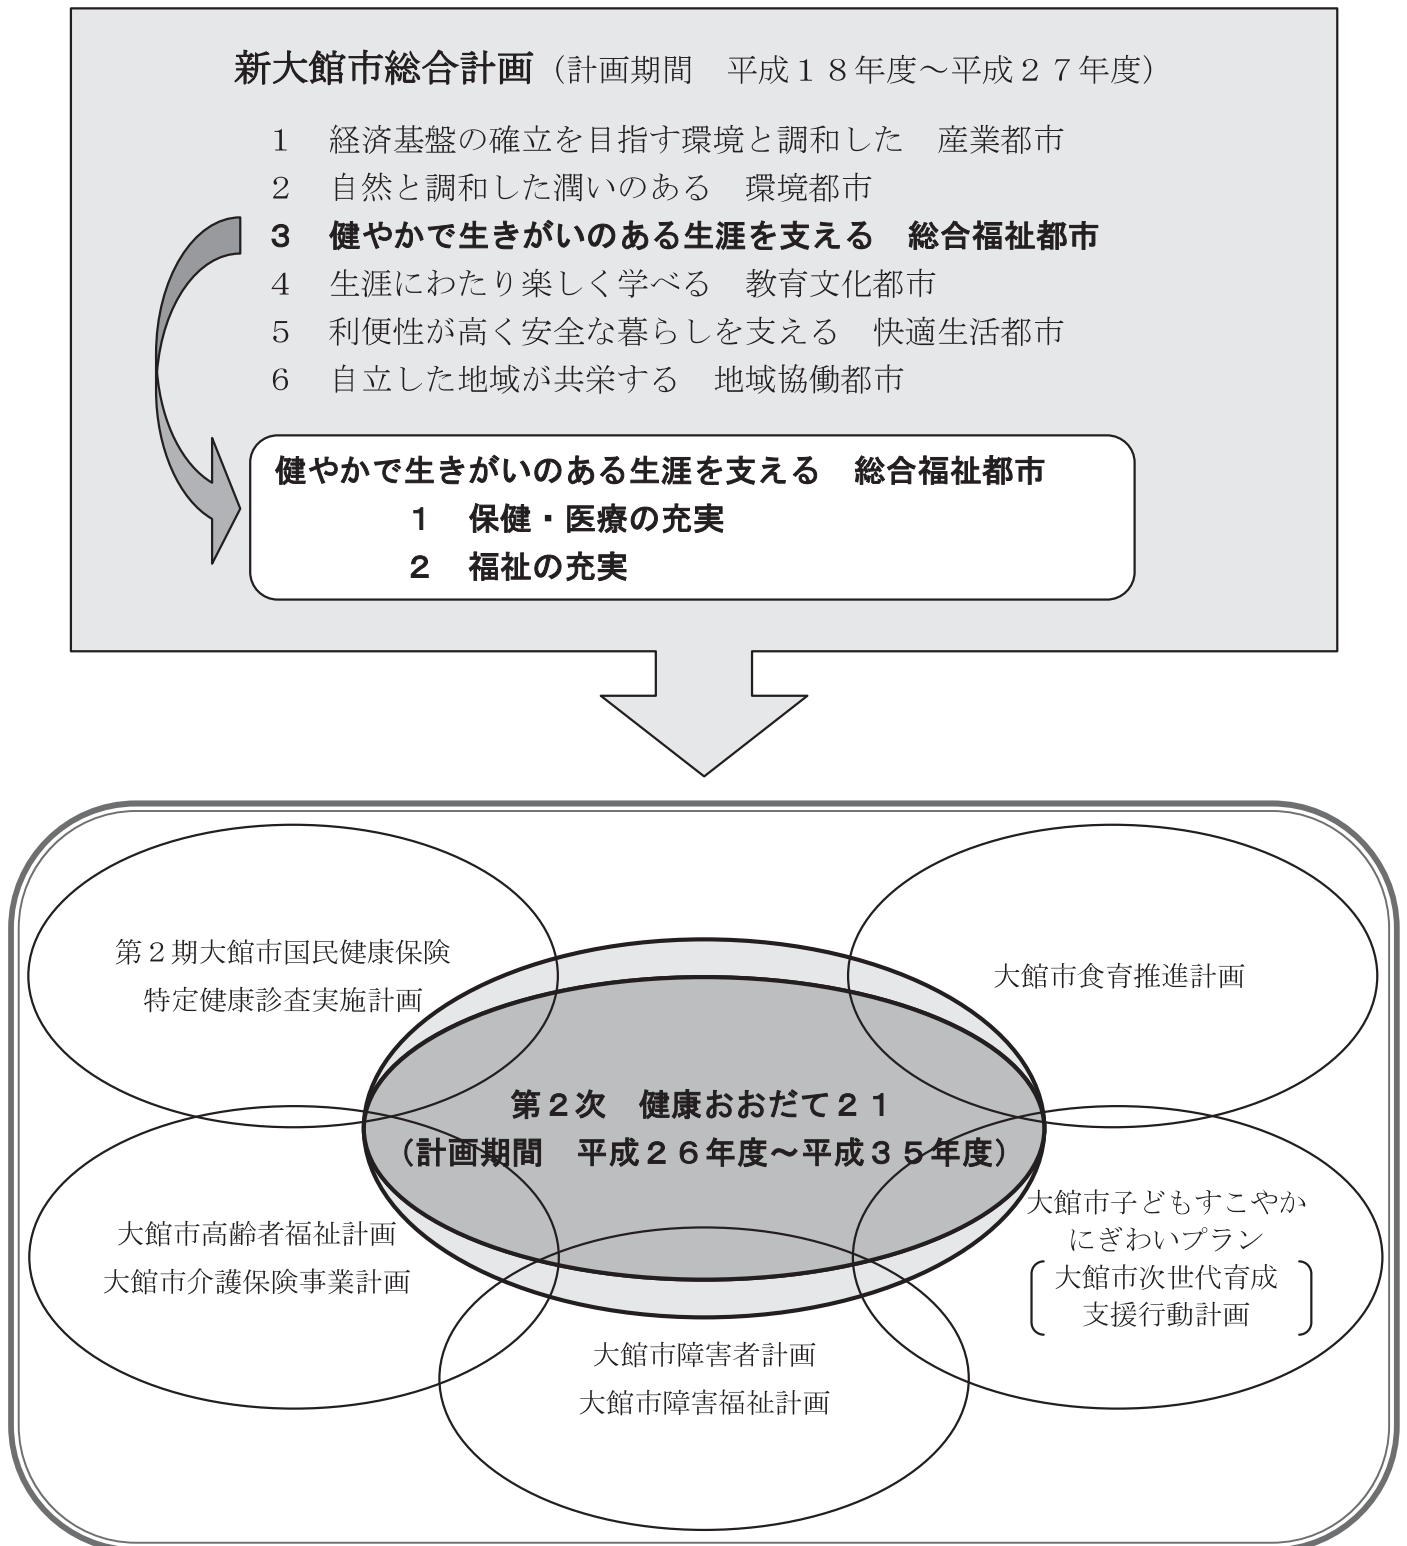 新大館市総合計画（計画期間　平成１８年度～平成２７年度）
１　経済基盤の確立を目指す環境と調和した　産業都市
２　自然と調和した潤いのある　環境都市
３　健やかで生きがいのある生涯を支える　総合福祉都市
４　生涯にわたり楽しく学べる　教育文化都市
５　利便性が高く安全な暮らしを支える　快適生活都市
６　自立した地域が共栄する　地域協働都市
健やかで生きがいのある生涯を支える　総合福祉都市
１　保健・医療の充実
２　福祉の充実
第２期大館市国民健康保険
特定健康診査実施計画
大館市食育推進計画
第２次　健康おおだて２１
（計画期間　平成２６年度～平成３５年度）
大館市高齢者福祉計画
大館市介護保険事業計画
大館市子どもすこやか
にぎわいプラン
大館市次世代育成
支援行動計画
大館市障害者計画
大館市障害福祉計画